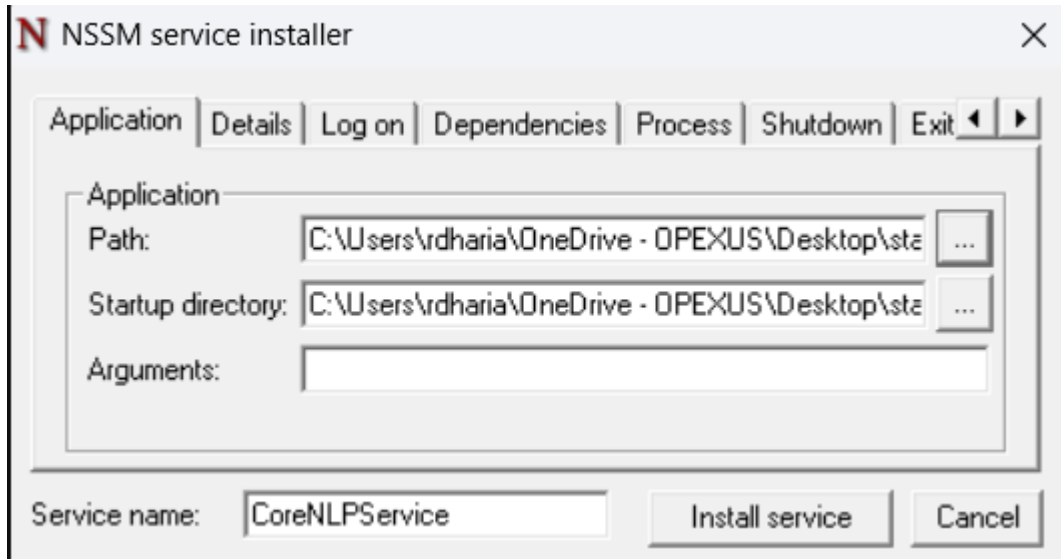 NSSM service installer
Application Details Log on Dependencies Process Shutdown Exit
Application
Path: C:\Users\rdharia\OneDrive - OPEXUS\Desktop\sta ...
Startup directory: C:\Users\rdharia\OneDrive - OPEXUS\Desktop\sta ...
Arguments:
Service name: CoreNLPService Install service Cancel